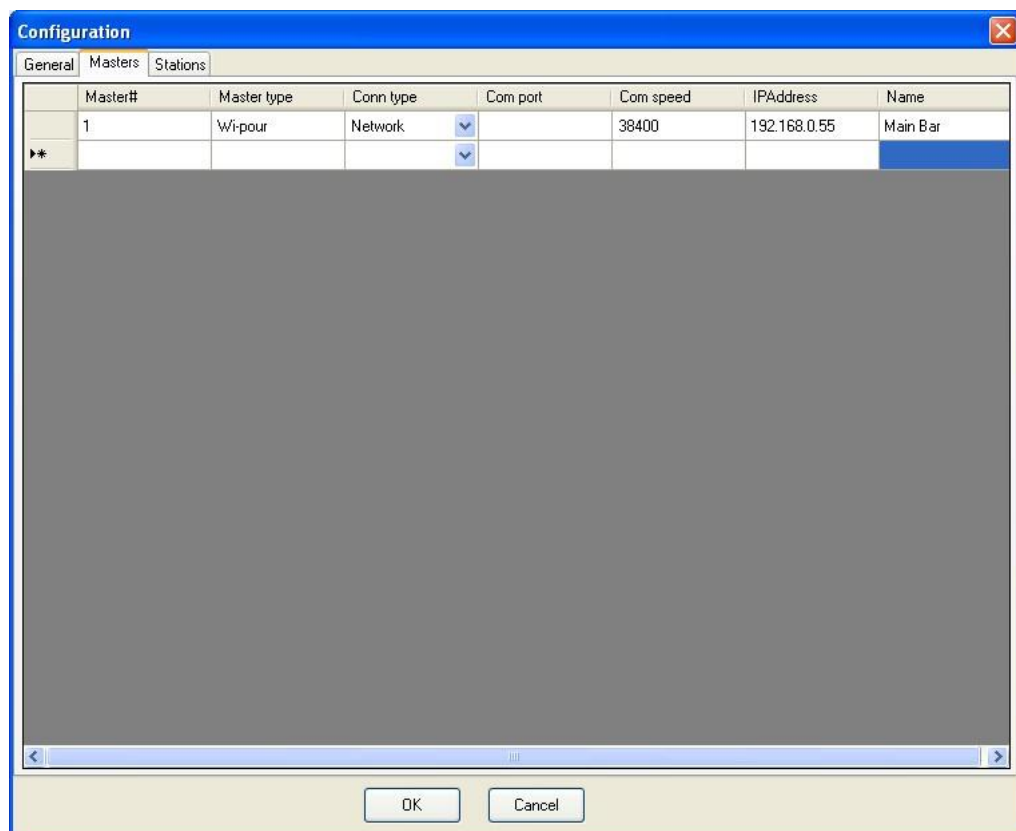 Configuration
General Masters Stations
Master# Master type Conn type Com port Com speed IPAddress Name
1 Wi-pour Network 38400 192.168.0.55 Main Bar
OK Cancel